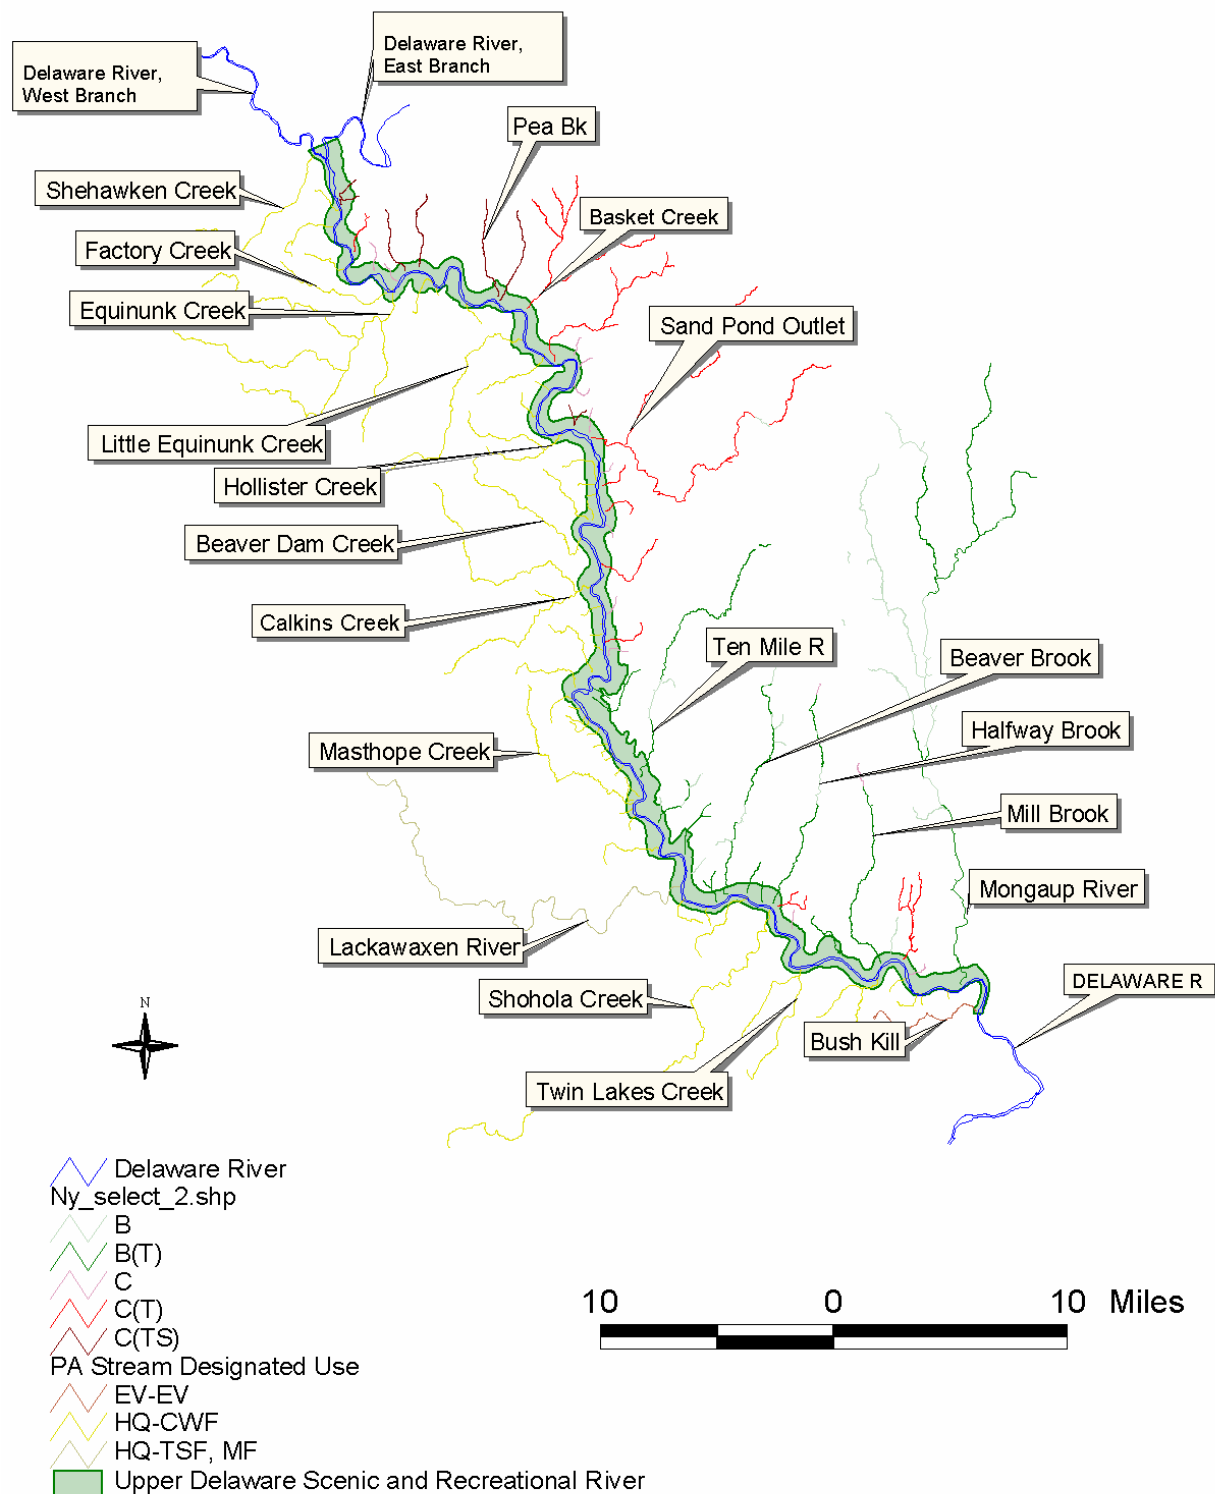 Delaware River,
East Branch
Delaware River,
West Branch
Pea Bk
Shehawken Creek
Basket Creek
Factory Creek
Equinunk Creek
Sand Pond Outlet
Little Equinunk Creek
Hollister Creek
Beaver Dam Creek
Calkins Creek
Ten Mile R
Beaver Brook
Halfway Brook
Masthope Creek
Mill Brook
Mongaup River
Lackawaxen River
DELAWARE R
Shohola Creek
N
Bush Kill
Twin Lakes Creek
Delaware River
Ny_select_2.shp
B
B(T)
C
C(T)
C(TS)
PA Stream Designated Use
EV-EV
HQ-CWF
HQ-TSF, MF
Upper Delaware Scenic and Recreational River
10 0 10 Miles